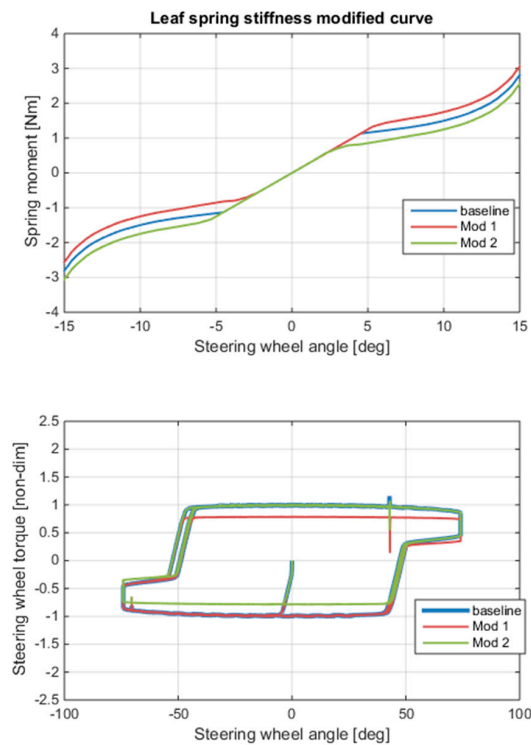 Leaf spring stiffness modified curve
4
3
2
1
0
-1
-2
-3
-4
Spring moment [Nm]
baseline
Mod 1
Mod 2
-15 -10 -5 0 5 10 15
Steering wheel angle [deg]
2.5
2
1.5
1
0.5
0
-0.5
-1
-1.5
-2
-2.5
Steering wheel torque [non-dim]
baseline
Mod 1
Mod 2
-100 -50 0 50 100
Steering wheel angle [deg]